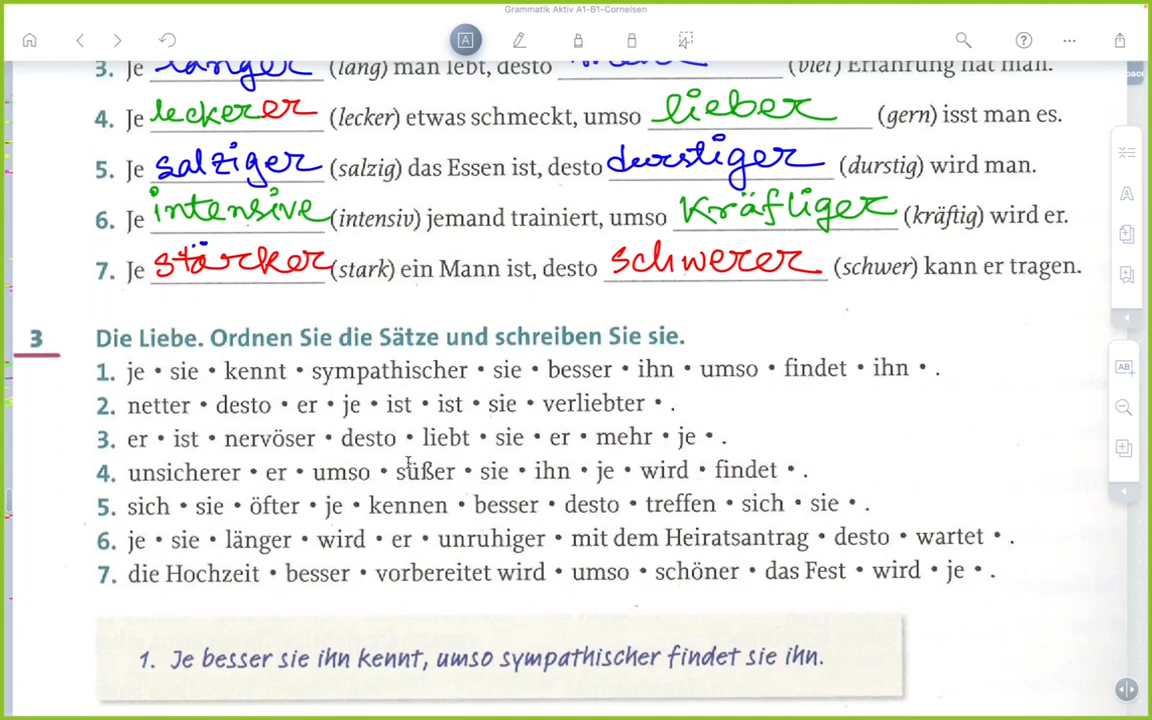 Grammatik Aktiv A1-B1-Cornelsen
3. Je länger (lang) man lebt, desto (viel) Erfahrung hat man.
4. Je leckerer (lecker) etwas schmeckt, umso lieber (gern) isst man es.
5. Je salziger (salzig) das Essen ist, desto durstiger (durstig) wird man.
6. Je intensive (intensiv) jemand trainiert, umso kräftiger (kräftig) wird er.
7. Je stärker (stark) ein Mann ist, desto schwerer (schwer) kann er tragen.
3 Die Liebe. Ordnen Sie die Sätze und schreiben Sie sie.
1. je • sie • kennt • sympathischer • sie • besser • ihn • umso • findet • ihn • .
2. netter • desto • er • je • ist • ist • sie • verliebter • .
3. er • ist • nervöser • desto • liebt • sie • er • mehr • je • .
4. unsicherer • er • umso • süßer • sie • ihn • je • wird • findet • .
5. sich • sie • öfter • je • kennen • besser • desto • treffen • sich • sie • .
6. je • sie • länger • wird • er • unruhiger • mit dem Heiratsantrag • desto • wartet • .
7. die Hochzeit • besser • vorbereitet wird • umso • schöner • das Fest • wird • je • .
1. Je besser sie ihn kennt, umso sympathischer findet sie ihn.